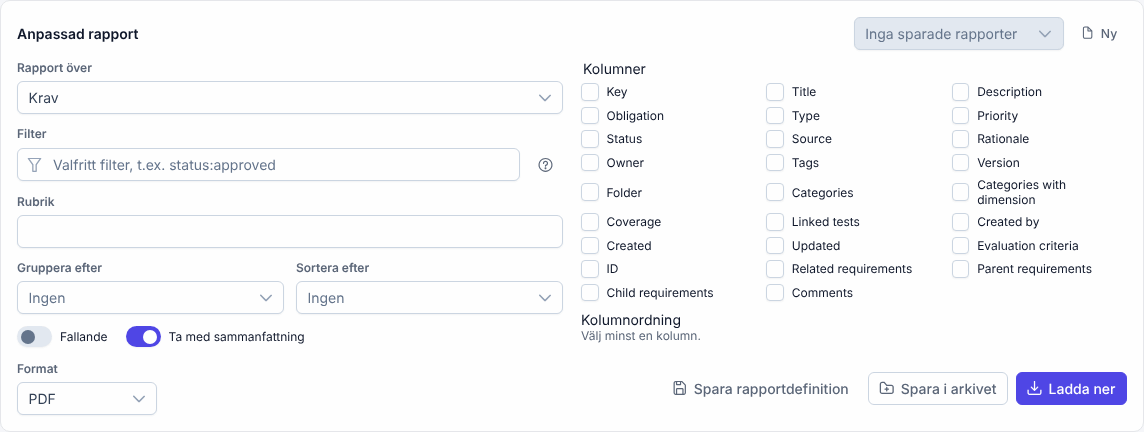 Anpassad rapport
Inga sparade rapporter
Ny
Rapport över
Krav
Filter
Valfritt filter, t.ex. status:approved
Rubrik
Gruppera efter
Sortera efter
Ingen
Ingen
Fallande
Ta med sammanfattning
Format
PDF
Kolumner
Key
Title
Description
Obligation
Type
Priority
Status
Source
Rationale
Owner
Tags
Version
Folder
Categories
Categories with
dimension
Coverage
Linked tests
Created by
Created
Updated
Evaluation criteria
ID
Related requirements
Parent requirements
Child requirements
Comments
Kolumnordning
Välj minst en kolumn.
Spara rapportdefinition
Spara i arkivet
Ladda ner